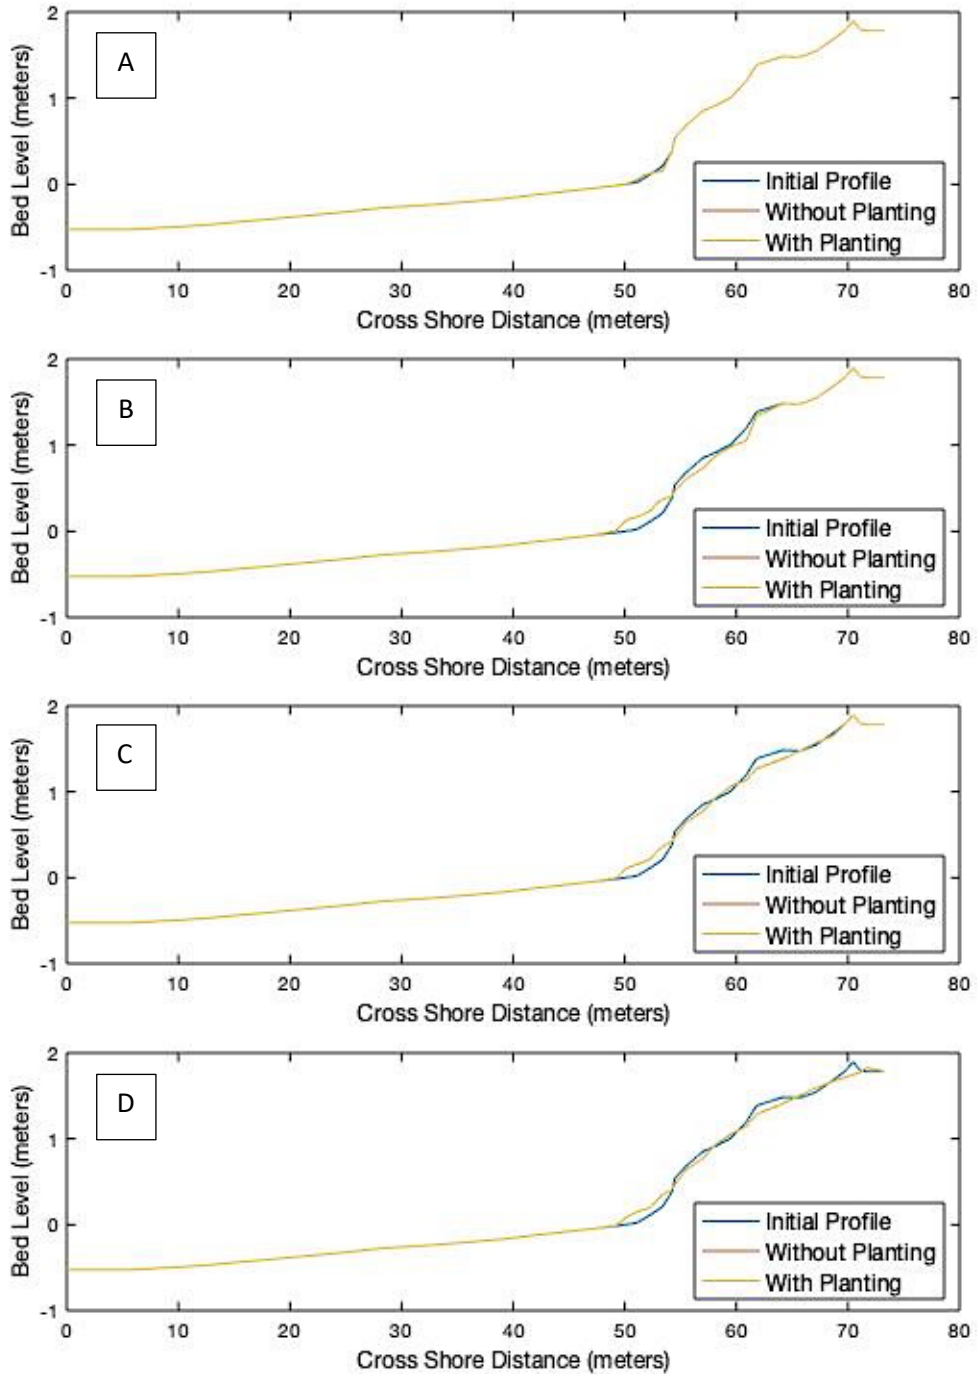 A
2
1
0
-1
Bed Level (meters)
Initial Profile
Without Planting
With Planting
0 10 20 30 40 50 60 70 80
Cross Shore Distance (meters)
B
2
1
0
-1
Bed Level (meters)
Initial Profile
Without Planting
With Planting
0 10 20 30 40 50 60 70 80
Cross Shore Distance (meters)
C
2
1
0
-1
Bed Level (meters)
Initial Profile
Without Planting
With Planting
0 10 20 30 40 50 60 70 80
Cross Shore Distance (meters)
D
2
1
0
-1
Bed Level (meters)
Initial Profile
Without Planting
With Planting
0 10 20 30 40 50 60 70 80
Cross Shore Distance (meters)